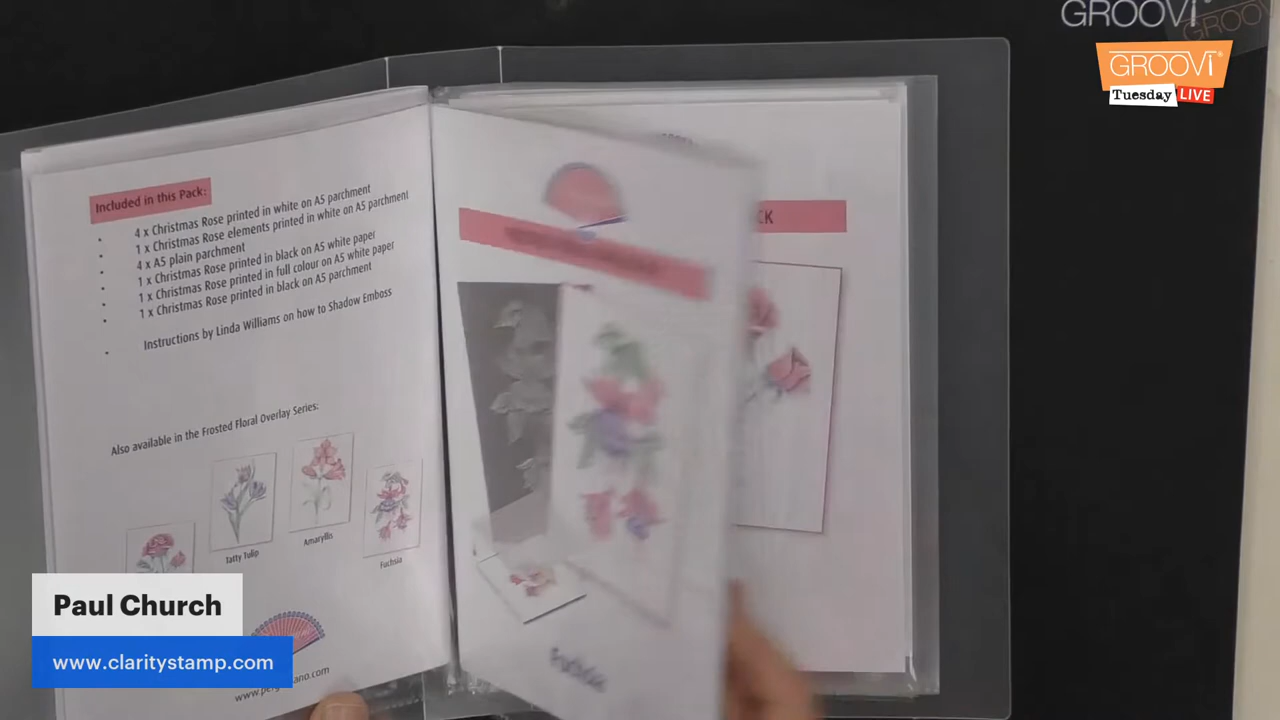 GROOVI
GROOVI
GROOVI
Tuesday LIVE
Included in this Pack:
4 x Christmas Rose printed in white on A5 parchment
1 x Christmas Rose elements printed in white on A5 parchment
4 x A5 plain parchment
1 x Christmas Rose printed in black on A5 white paper
1 x Christmas Rose printed in full colour on A5 white paper
1 x Christmas Rose printed in black on A5 parchment
Instructions by Linda Williams on how to Shadow Emboss
Also available in the Frosted Floral Overlay Series:
Tatty Tulip
Amaryllis
Fuchsia
Fuchsia
Paul Church
www.claritystamp.com